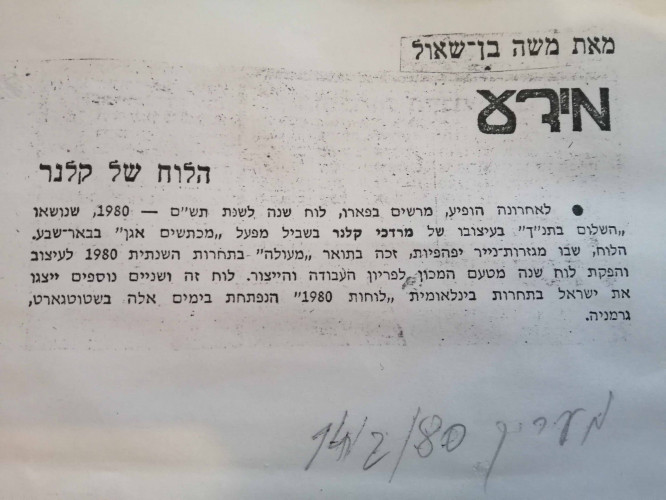 מאת משה בן־שאול
מידע
הלוח של קלנר
● לאחרונה הופיע, מרשים בפארו, לוח שנה לשנת תש״ם — 1980, שנושאו
„השלום בתנ״ך” בעיצובו של מרדכי קלנר בשביל מפעל „מכתשים אגן” בבאר־שבע.
הלוח, שבו מגזרות־נייר יפהפיות, זכה בתואר „מעולה” בתחרות השנתית 1980 לעיצוב
והפקת לוח שנה מטעם המכון לפריון העבודה והייצור. לוח זה ושניים נוספים ייצגו
את ישראל בתחרות בינלאומית „לוחות 1980” הנפתחת בימים אלה בשטוטגארט,
גרמניה.
מעריב 14/2/80